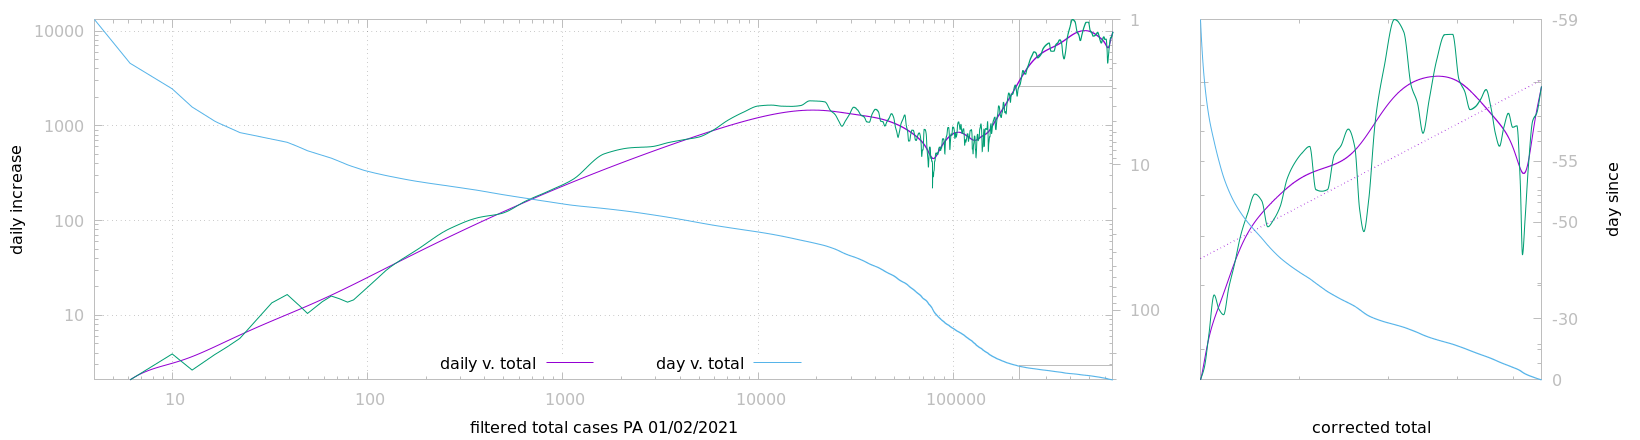 10000
1000
100
10
daily increase
1
10
100
daily v. total
day v. total
10
100
1000
10000
100000
filtered total cases PA 01/02/2021
-59
-55
-50
-30
0
day since
corrected total